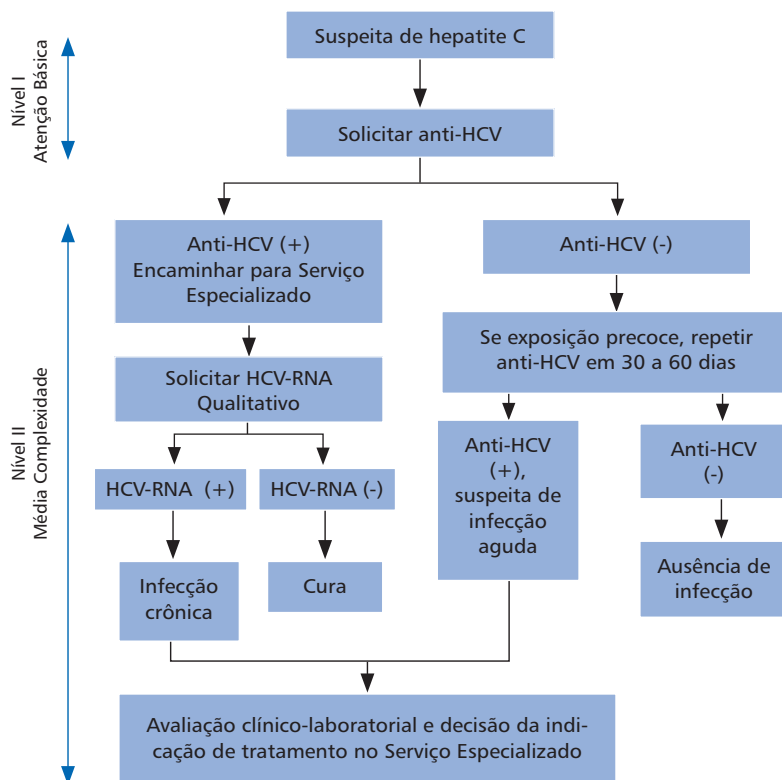 Nível I
Atenção Básica
Suspeita de hepatite C
Solicitar anti-HCV
Nível II
Média Complexidade
Anti-HCV (+)
Encaminhar para Serviço
Especializado
Anti-HCV (-)
Se exposição precoce, repetir
anti-HCV em 30 a 60 dias
Solicitar HCV-RNA
Qualitativo
HCV-RNA (+)
HCV-RNA (-)
Anti-HCV
(+),
suspeita de
infecção
aguda
Anti-HCV
(-)
Infecção
crônica
Cura
Ausência de
infecção
Avaliação clínico-laboratorial e decisão da indi-
cação de tratamento no Serviço Especializado